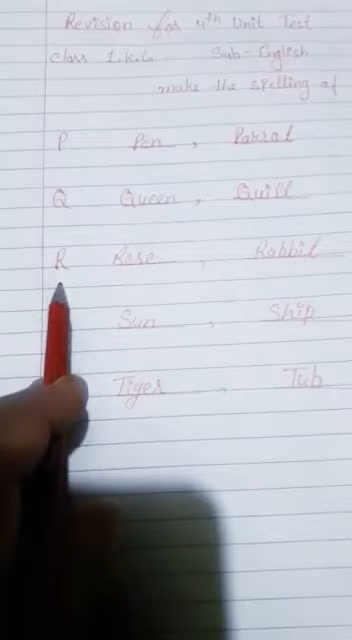 Revision for 4th Unit Test
Class L.K.G. Sub-English
make the spelling of
P Pen , Parrot
Q Queen , Quill
R Rose , Rabbit
Sun , Ship
Tiger , Tub